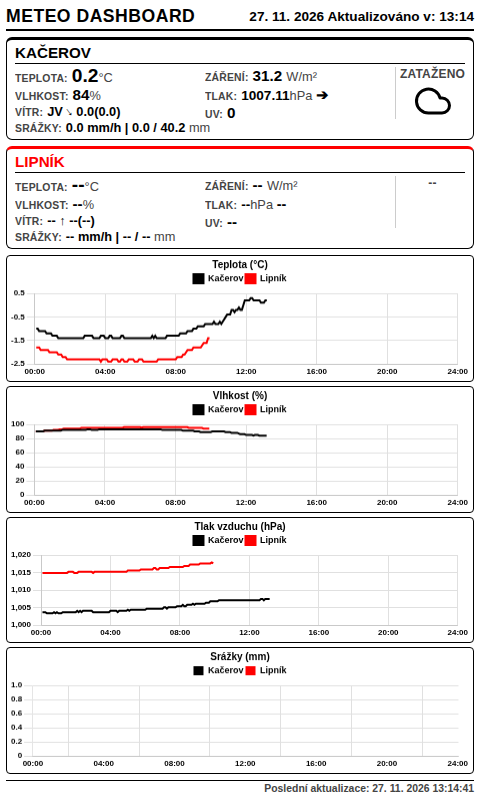 METEO DASHBOARD
27. 11. 2026 Aktualizováno v: 13:14
KAČEROV
TEPLOTA: 0.2°C
VLHKOST: 84%
VÍTR: JV ↘ 0.0(0.0)
SRÁŽKY: 0.0 mm/h | 0.0 / 40.2 mm
ZÁŘENÍ: 31.2 W/m²
TLAK: 1007.11hPa ➔
UV: 0
ZATAŽENO
LIPNÍK
TEPLOTA: --°C
VLHKOST: --%
VÍTR: -- ↑ --(--)
SRÁŽKY: -- mm/h | -- / -- mm
ZÁŘENÍ: -- W/m²
TLAK: --hPa --
UV: --
--
Teplota (°C)
Kačerov Lipník
0.5
-0.5
-1.5
-2.5
00:00 04:00 08:00 12:00 16:00 20:00 24:00
Vlhkost (%)
Kačerov Lipník
100
80
60
40
20
0
00:00 04:00 08:00 12:00 16:00 20:00 24:00
Tlak vzduchu (hPa)
Kačerov Lipník
1,020
1,015
1,010
1,005
1,000
00:00 04:00 08:00 12:00 16:00 20:00 24:00
Srážky (mm)
Kačerov Lipník
1.0
0.8
0.6
0.4
0.2
0
00:00 04:00 08:00 12:00 16:00 20:00 24:00
Poslední aktualizace: 27. 11. 2026 13:14:41